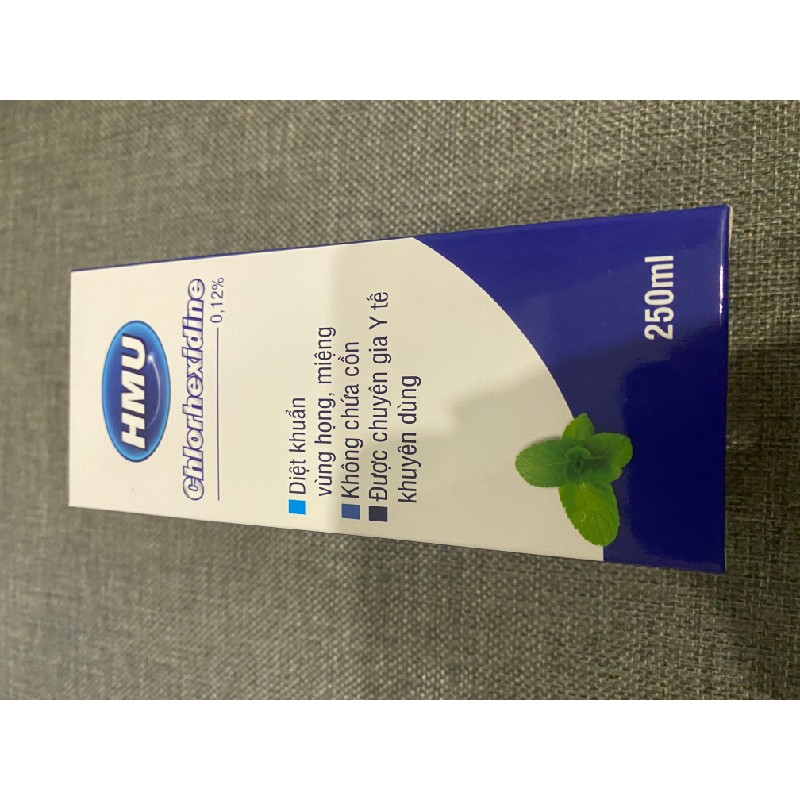 HMU
Chlorhexidine
0,12%
Diệt khuẩn
vùng họng, miệng
Không chứa cồn
Được chuyên gia Y tế
khuyên dùng
250ml